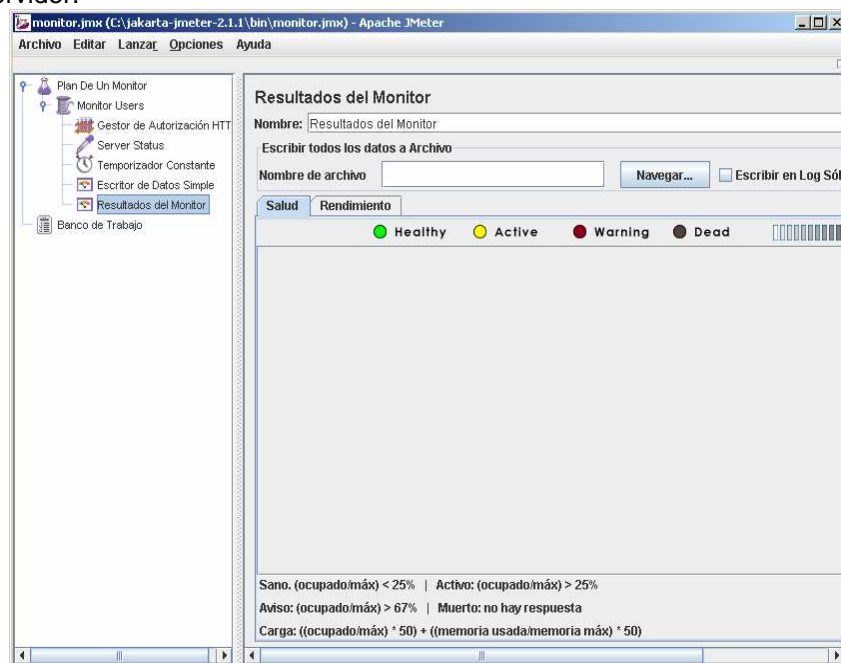 monitor.jmx (C:\jakarta-jmeter-2.1.1\bin\monitor.jmx) - Apache JMeter
Archivo Editar Lanzar Opciones Ayuda
Plan De Un Monitor
Monitor Users
Gestor de Autorización HTT
Server Status
Temporizador Constante
Escritor de Datos Simple
Resultados del Monitor
Banco de Trabajo
Resultados del Monitor
Nombre: Resultados del Monitor
Escribir todos los datos a Archivo
Nombre de archivo Navegar... Escribir en Log Sól
Salud Rendimiento
Healthy Active Warning Dead
Sano. (ocupado/máx) < 25% | Activo: (ocupado/máx) > 25%
Aviso: (ocupado/máx) > 67% | Muerto: no hay respuesta
Carga: ((ocupado/máx) * 50) + ((memoria usada/memoria máx) * 50)